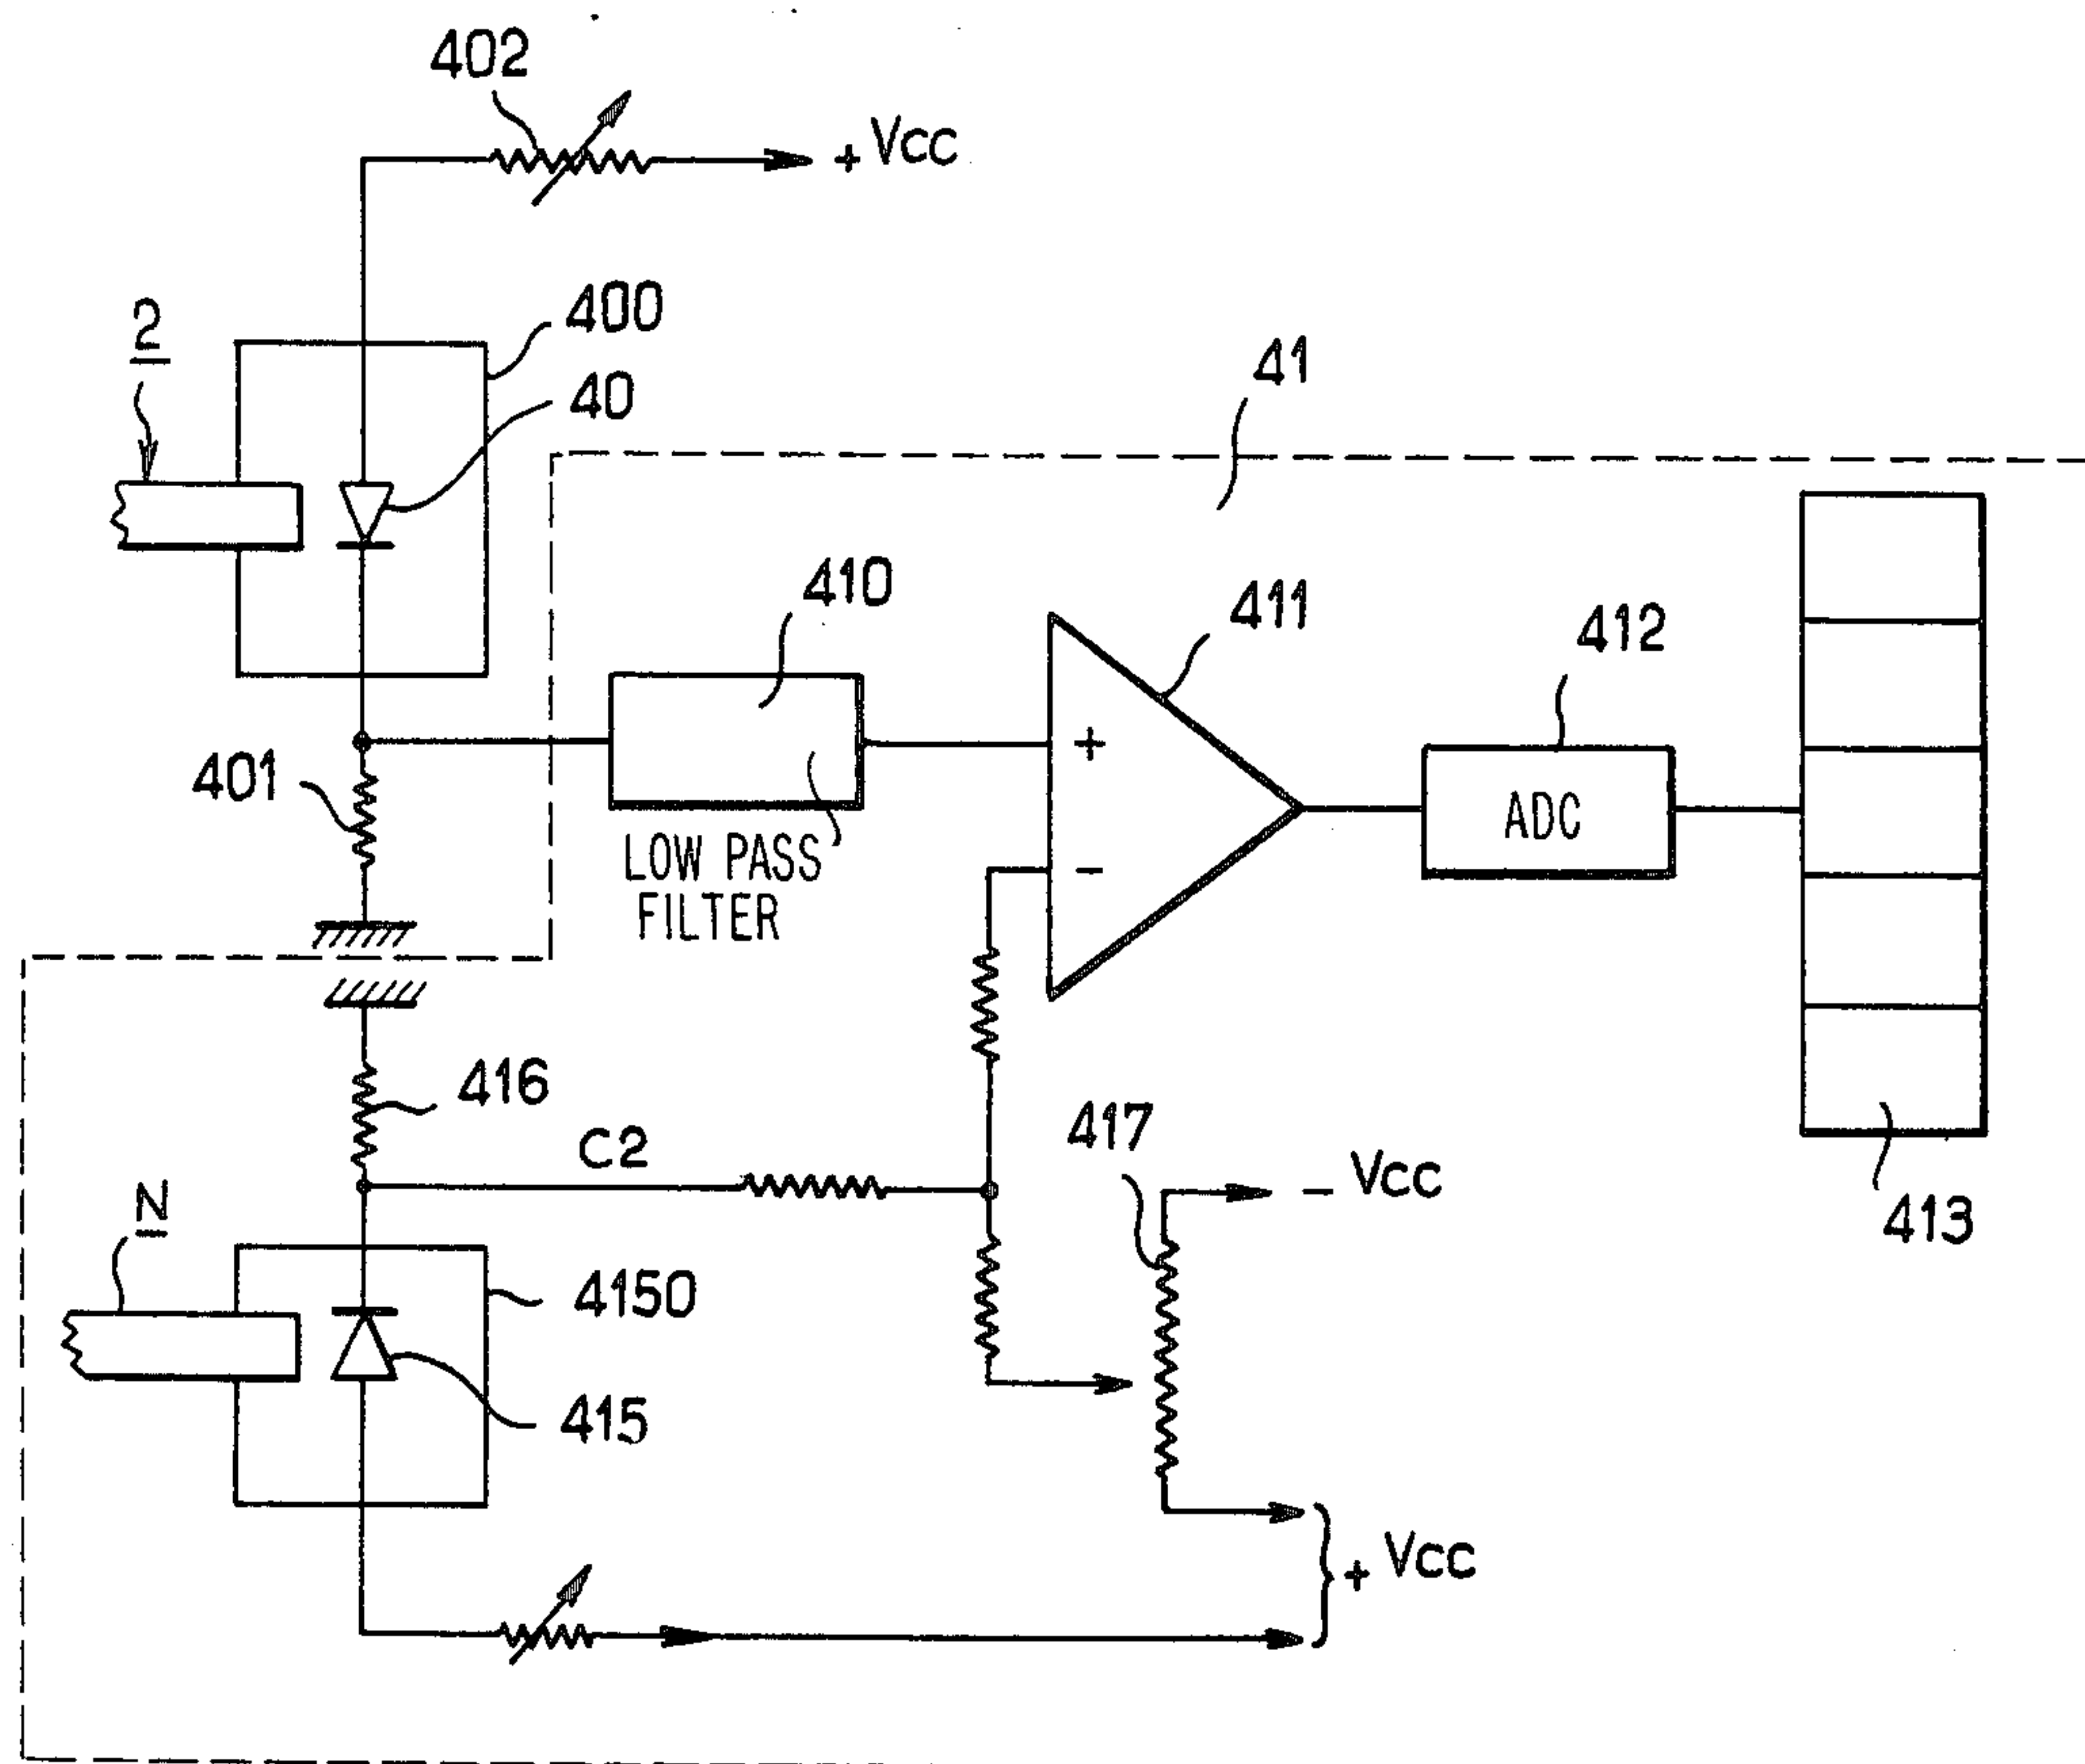 402
+ Vcc
2
400
40
41
410
411
412
+
401
ADC
LOW PASS
FILTER
-
416
417
C2
- Vcc
N
413
4150
415
+ Vcc